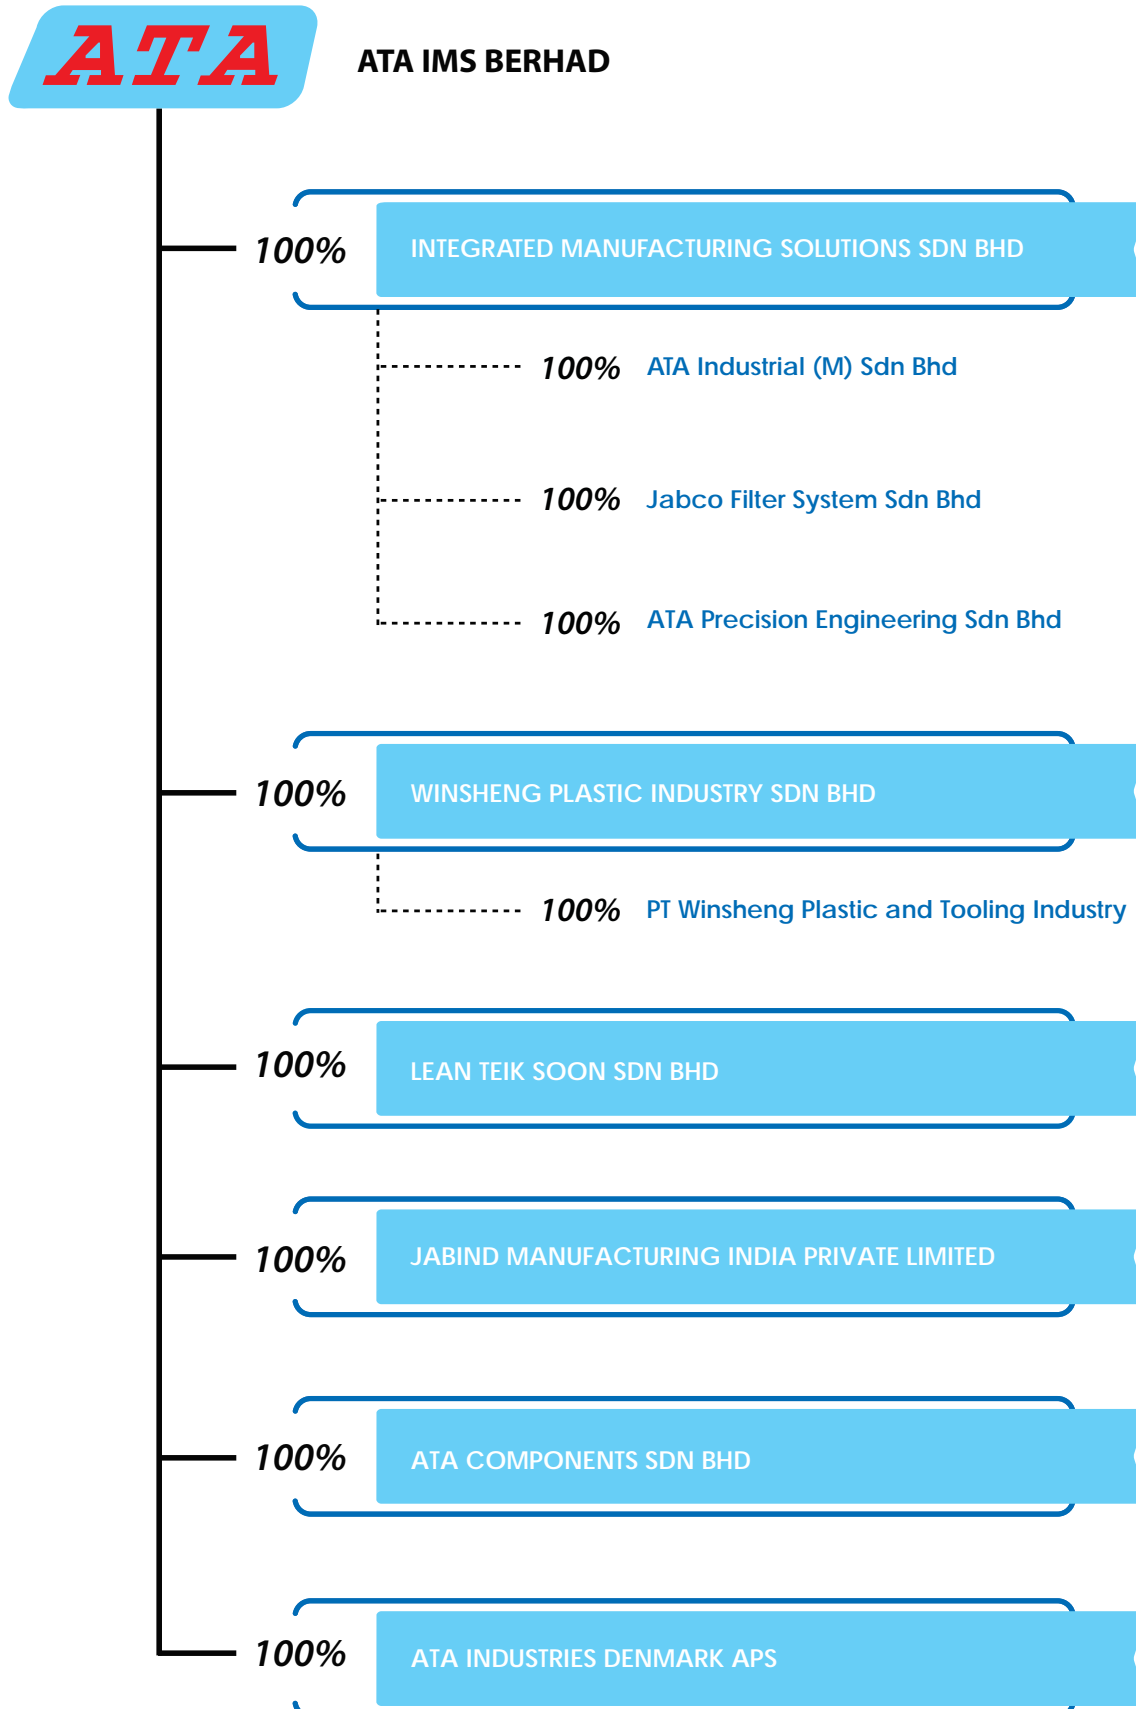 ATA
ATA IMS BERHAD
100% INTEGRATED MANUFACTURING SOLUTIONS SDN BHD
100% ATA Industrial (M) Sdn Bhd
100% Jabco Filter System Sdn Bhd
100% ATA Precision Engineering Sdn Bhd
100% WINSHENG PLASTIC INDUSTRY SDN BHD
100% PT Winsheng Plastic and Tooling Industry
100% LEAN TEIK SOON SDN BHD
100% JABIND MANUFACTURING INDIA PRIVATE LIMITED
100% ATA COMPONENTS SDN BHD
100% ATA INDUSTRIES DENMARK APS